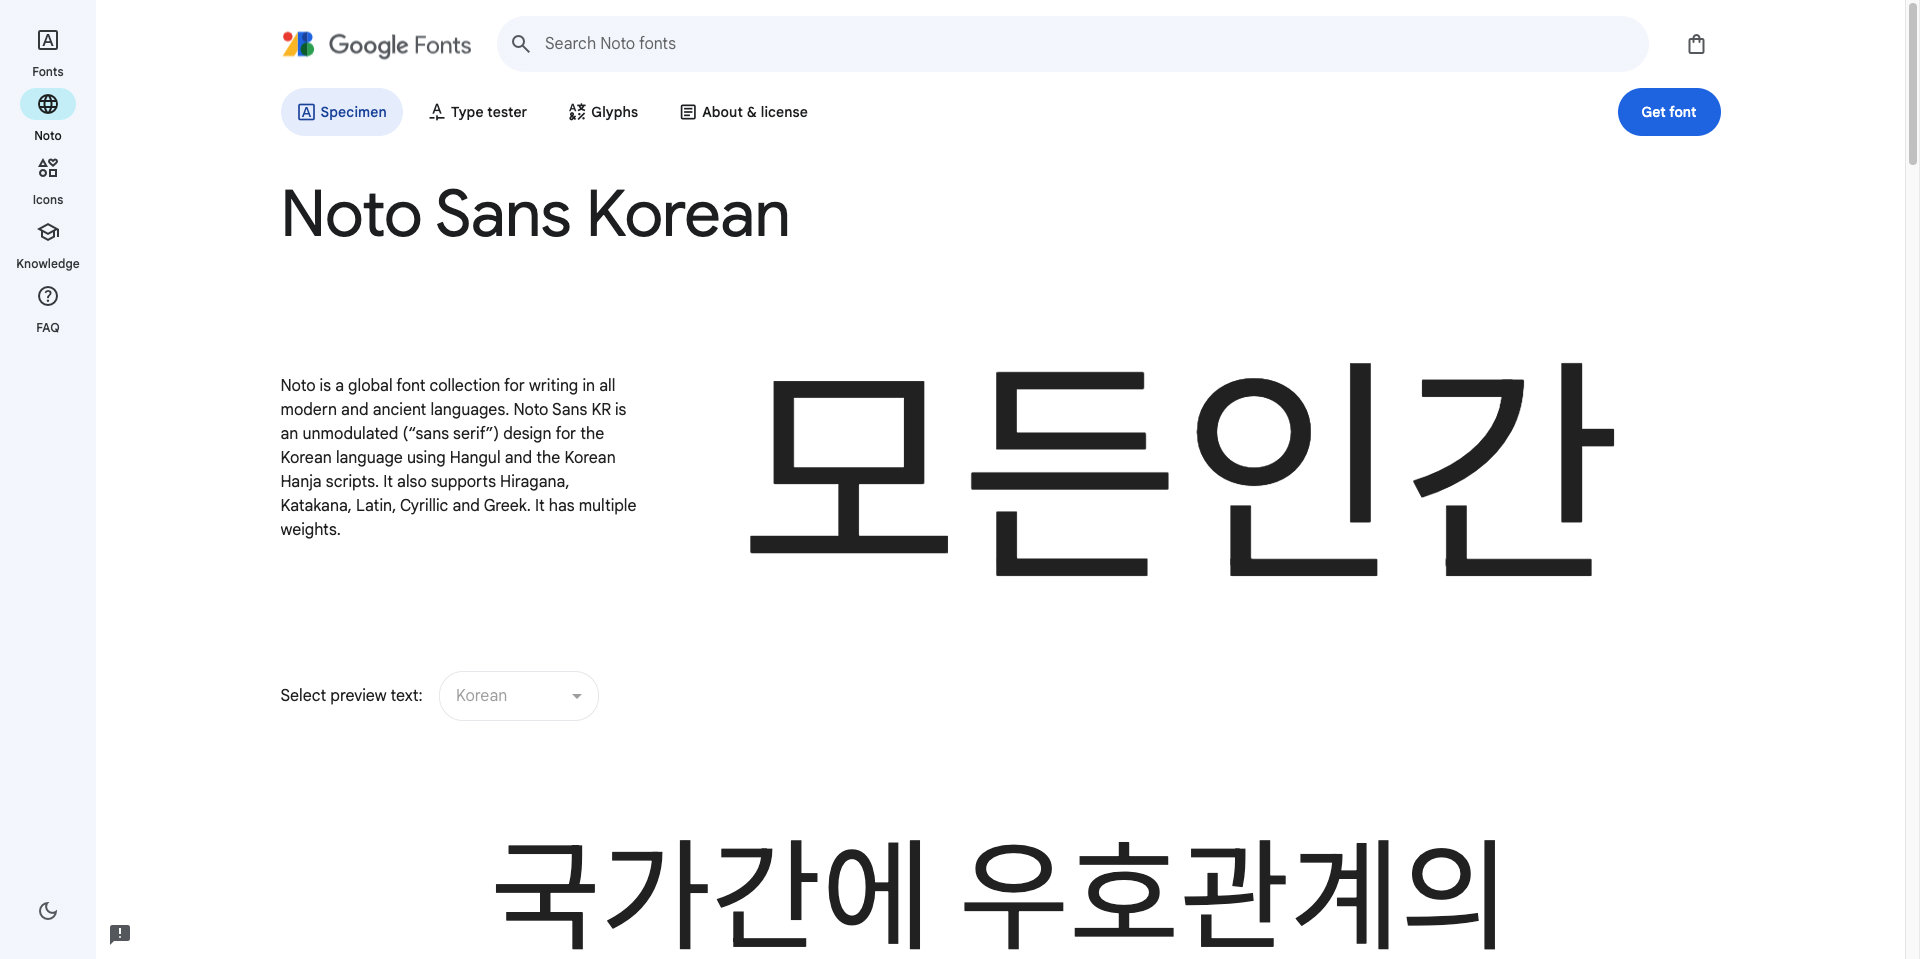 Fonts
Noto
Icons
Knowledge
FAQ
Google Fonts
Search Noto fonts
Specimen
Type tester
Glyphs
About & license
Get font
Noto Sans Korean
Noto is a global font collection for writing in all
modern and ancient languages. Noto Sans KR is
an unmodulated (“sans serif”) design for the
Korean language using Hangul and the Korean
Hanja scripts. It also supports Hiragana,
Katakana, Latin, Cyrillic and Greek. It has multiple
weights.
모든인간
Select preview text:
Korean
국가간에 우호관계의